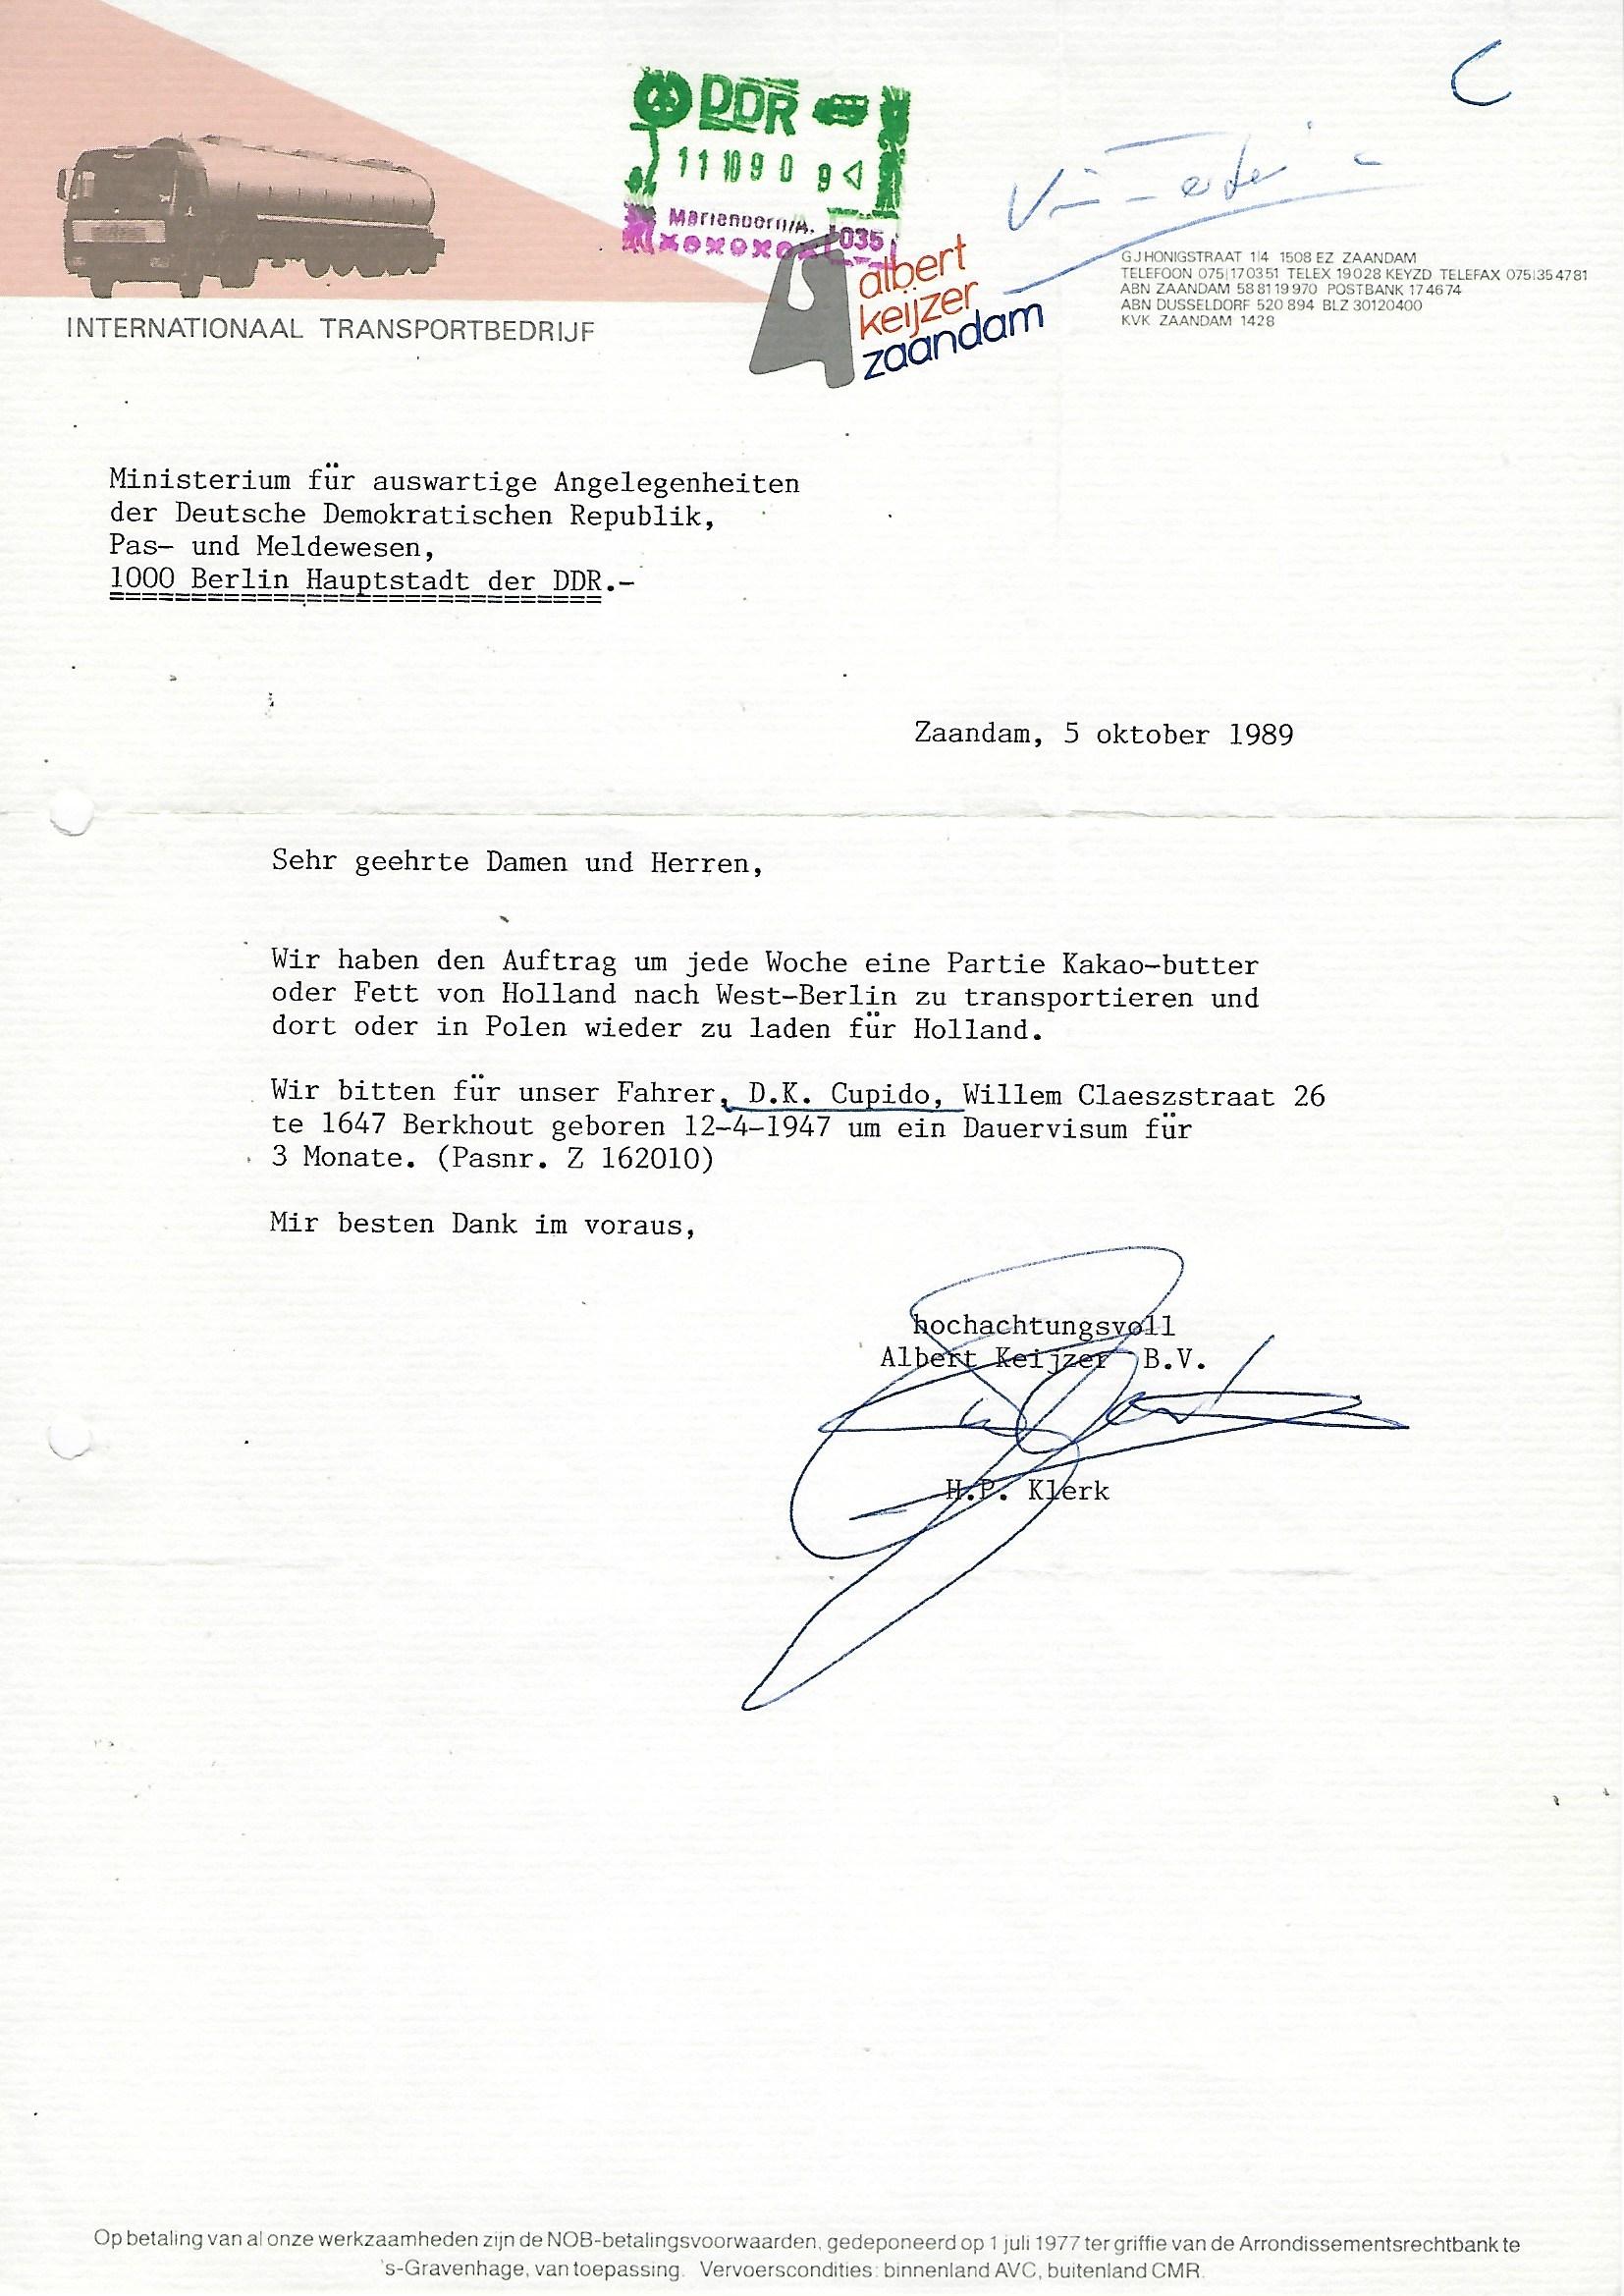 C
DDR
11 10 9 0 9
Marienborn/A. 035
albert
keijzer
zaandam
INTERNATIONAAL TRANSPORTBEDRIJF
G.J.HONIGSTRAAT 1|4 1508 EZ ZAANDAM
TELEFOON 075|170351 TELEX 19028 KEYZD TELEFAX 075|354781
ABN ZAANDAM 58 81 19 970 POSTBANK 174674
ABN DUSSELDORF 520 894 BLZ 30120400
KVK ZAANDAM 1428
Ministerium für auswartige Angelegenheiten
der Deutsche Demokratischen Republik,
Pas- und Meldewesen,
1000 Berlin Hauptstadt der DDR.-
Zaandam, 5 oktober 1989
Sehr geehrte Damen und Herren,
Wir haben den Auftrag um jede Woche eine Partie Kakao-butter
oder Fett von Holland nach West-Berlin zu transportieren und
dort oder in Polen wieder zu laden für Holland.
Wir bitten für unser Fahrer, D.K. Cupido, Willem Claeszstraat 26
te 1647 Berkhout geboren 12-4-1947 um ein Dauervisum für
3 Monate. (Pasnr. Z 162010)
Mir besten Dank im voraus,
hochachtungsvoll
Albert Keijzer B.V.
H.P. Klerk
Op betaling van al onze werkzaamheden zijn de NOB-betalingsvoorwaarden, gedeponeerd op 1 juli 1977 ter griffie van de Arrondissementsrechtbank te
's-Gravenhage, van toepassing. Vervoerscondities: binnenland AVC, buitenland CMR.